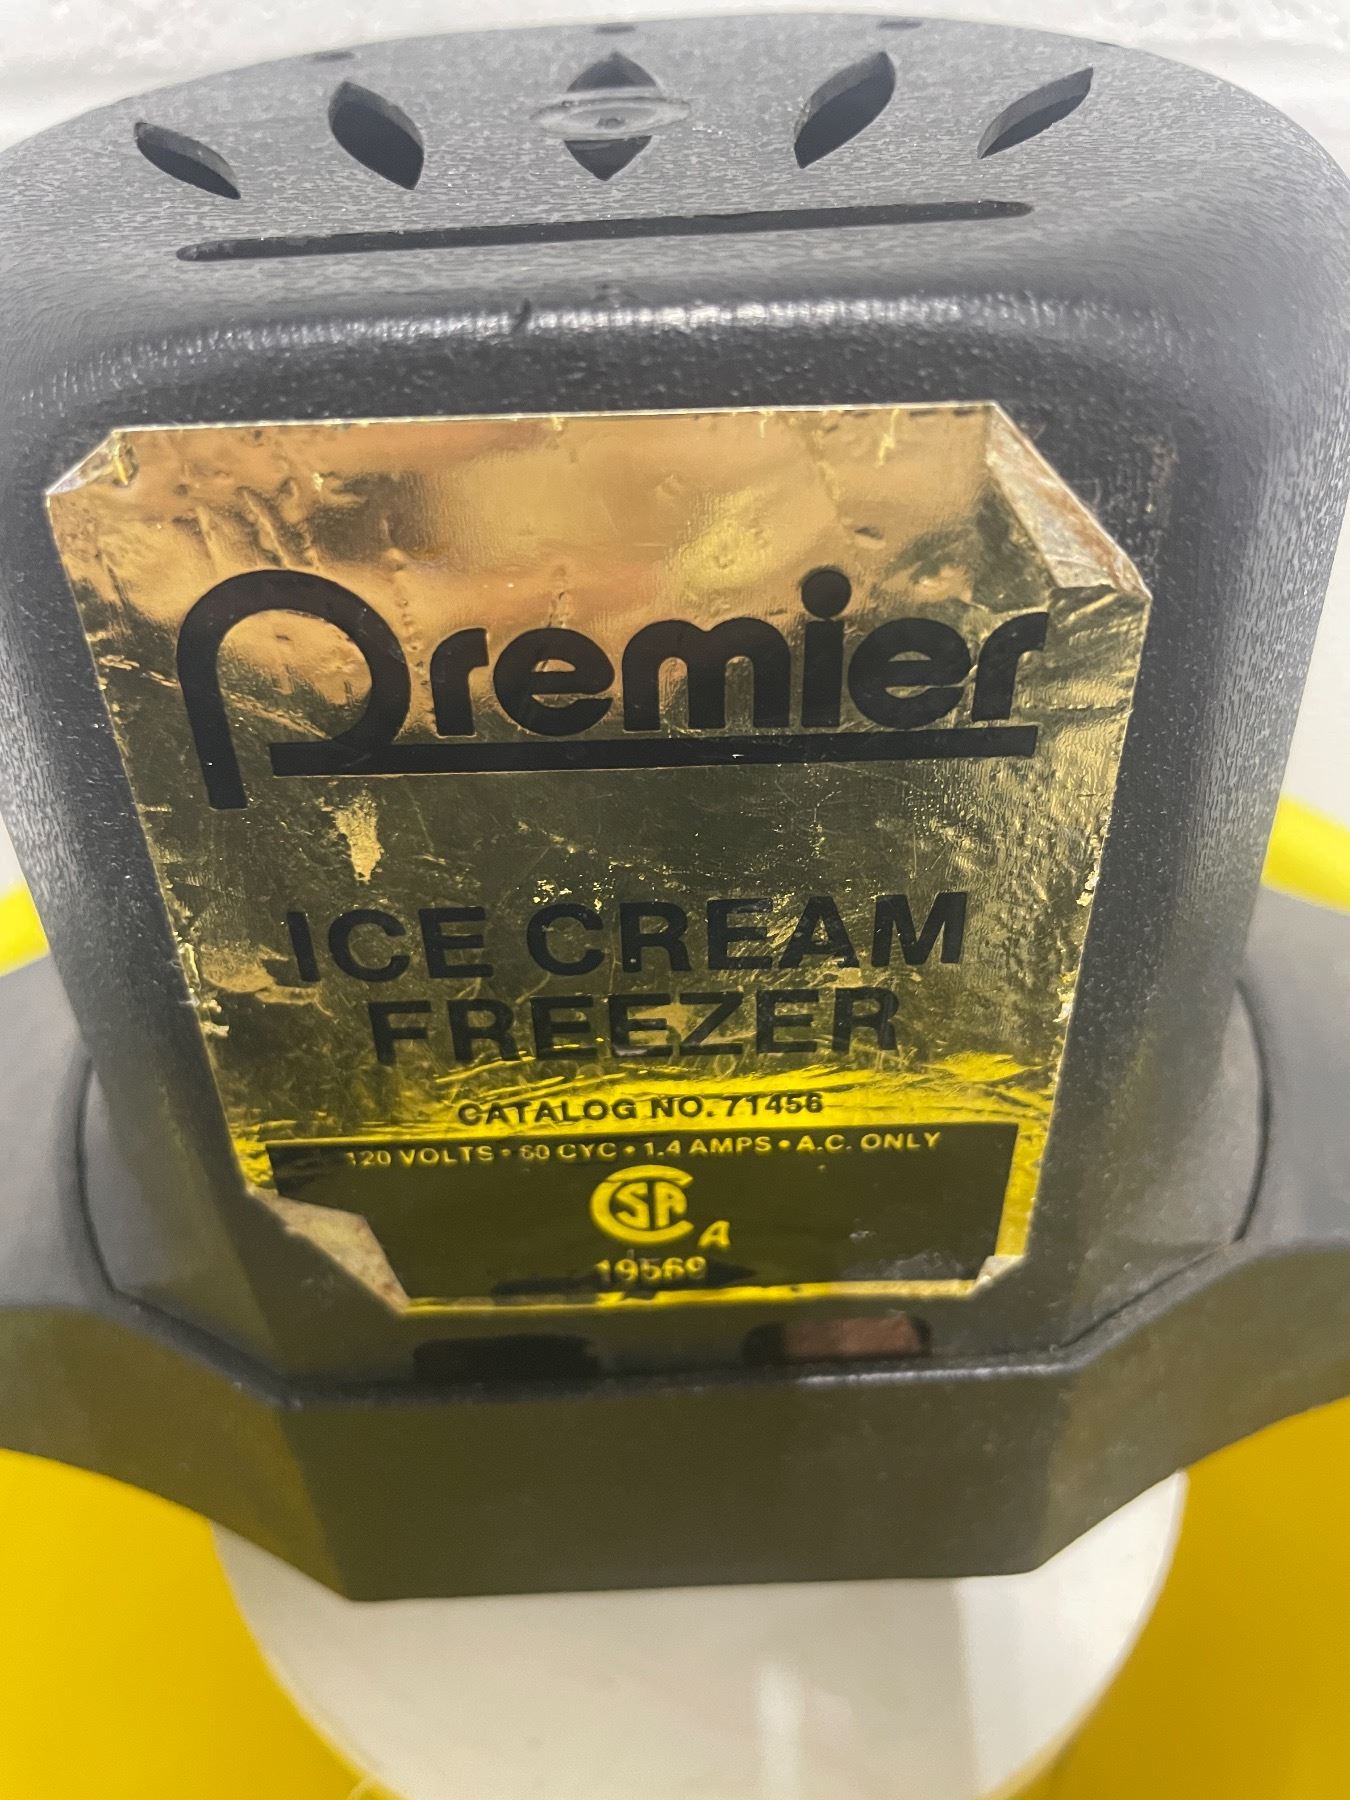 Premier
ICE CREAM
FREEZER
CATALOG NO. 71456
120 VOLTS • 60 CYC • 1.4 AMPS • A.C. ONLY
CSA
A
19569